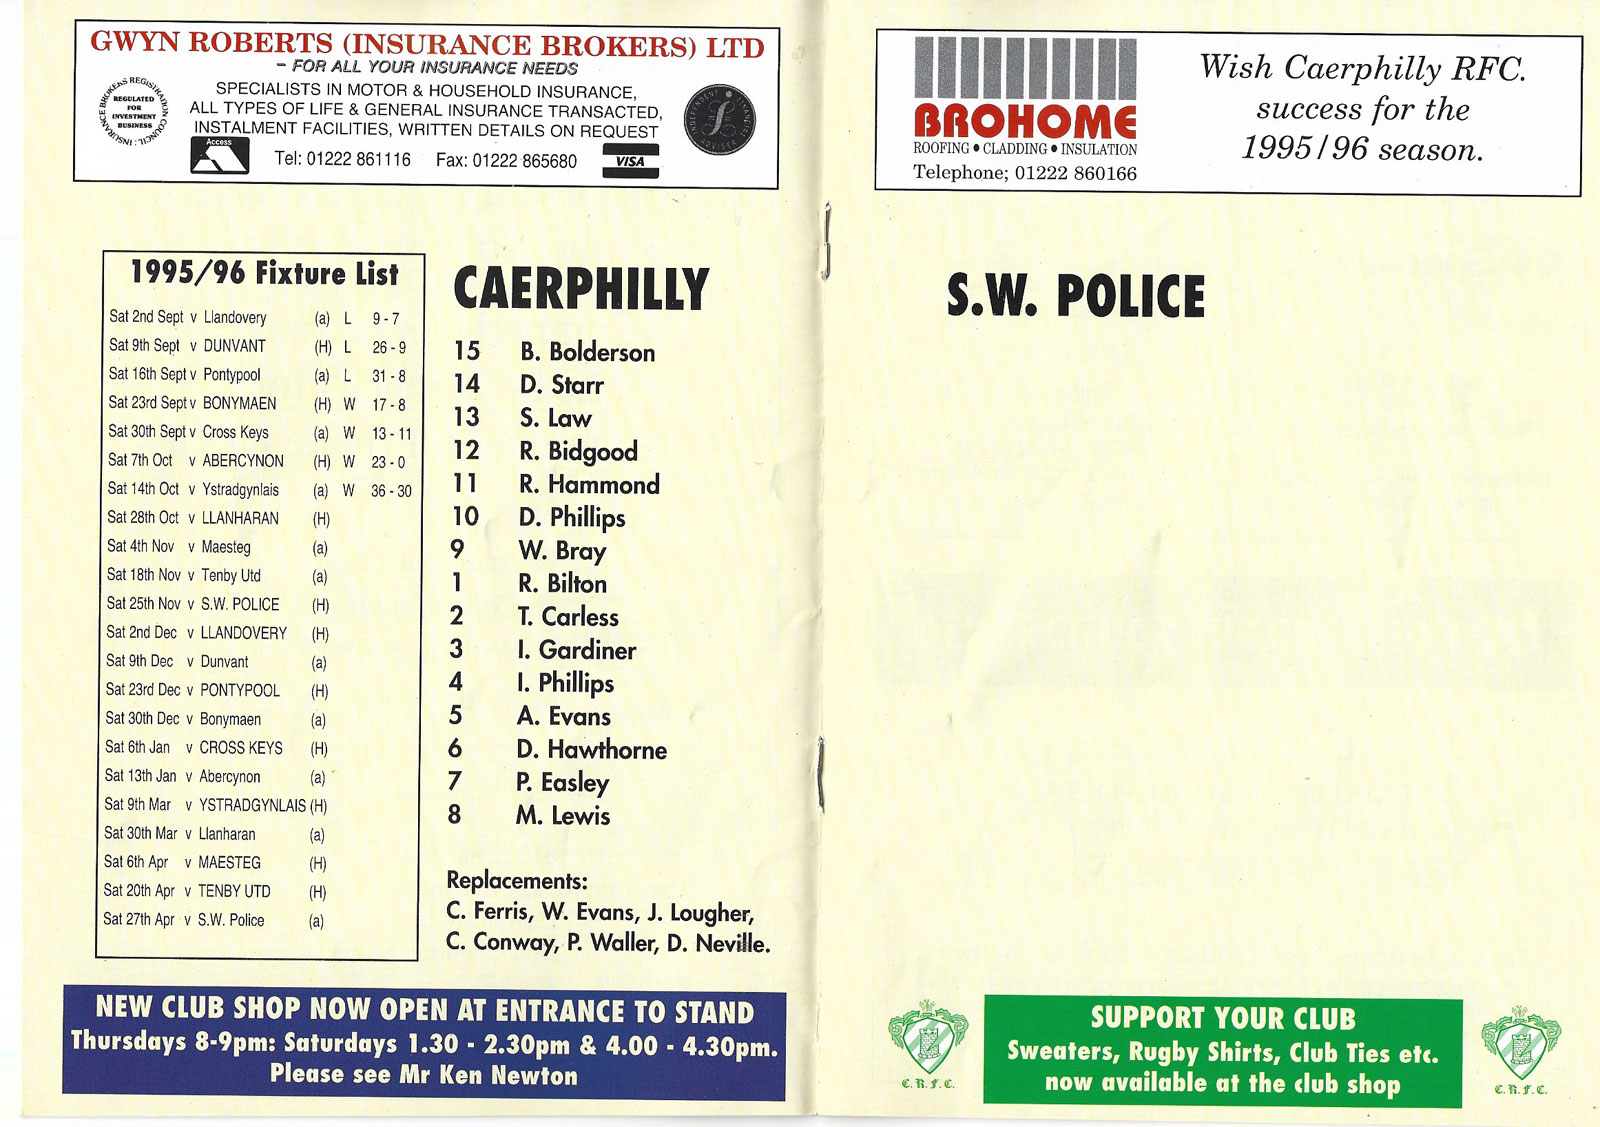 GWYN ROBERTS (INSURANCE BROKERS) LTD
- FOR ALL YOUR INSURANCE NEEDS
SPECIALISTS IN MOTOR & HOUSEHOLD INSURANCE,
ALL TYPES OF LIFE & GENERAL INSURANCE TRANSACTED,
INSTALMENT FACILITIES, WRITTEN DETAILS ON REQUEST
INSURANCE BROKERS REGISTRATION COUNCIL
REGULATED
FOR
INVESTMENT
BUSINESS
INDEPENDENT FINANCIAL ADVISER
Access
Tel: 01222 861116 Fax: 01222 865680
VISA
1995/96 Fixture List
Sat 2nd Sept v Llandovery (a) L 9 - 7
Sat 9th Sept v DUNVANT (H) L 26 - 9
Sat 16th Sept v Pontypool (a) L 31 - 8
Sat 23rd Sept v BONYMAEN (H) W 17 - 8
Sat 30th Sept v Cross Keys (a) W 13 - 11
Sat 7th Oct v ABERCYNON (H) W 23 - 0
Sat 14th Oct v Ystradgynlais (a) W 36 - 30
Sat 28th Oct v LLANHARAN (H)
Sat 4th Nov v Maesteg (a)
Sat 18th Nov v Tenby Utd (a)
Sat 25th Nov v S.W. POLICE (H)
Sat 2nd Dec v LLANDOVERY (H)
Sat 9th Dec v Dunvant (a)
Sat 23rd Dec v PONTYPOOL (H)
Sat 30th Dec v Bonymaen (a)
Sat 6th Jan v CROSS KEYS (H)
Sat 13th Jan v Abercynon (a)
Sat 9th Mar v YSTRADGYNLAIS (H)
Sat 30th Mar v Llanharan (a)
Sat 6th Apr v MAESTEG (H)
Sat 20th Apr v TENBY UTD (H)
Sat 27th Apr v S.W. Police (a)
CAERPHILLY
15 B. Bolderson
14 D. Starr
13 S. Law
12 R. Bidgood
11 R. Hammond
10 D. Phillips
9 W. Bray
1 R. Bilton
2 T. Carless
3 I. Gardiner
4 I. Phillips
5 A. Evans
6 D. Hawthorne
7 P. Easley
8 M. Lewis
Replacements:
C. Ferris, W. Evans, J. Lougher,
C. Conway, P. Waller, D. Neville.
NEW CLUB SHOP NOW OPEN AT ENTRANCE TO STAND
Thursdays 8-9pm: Saturdays 1.30 - 2.30pm & 4.00 - 4.30pm.
Please see Mr Ken Newton
BROHOME
ROOFING • CLADDING • INSULATION
Telephone; 01222 860166
Wish Caerphilly RFC.
success for the
1995/96 season.
S.W. POLICE
C.R.F.C.
SUPPORT YOUR CLUB
Sweaters, Rugby Shirts, Club Ties etc.
now available at the club shop
C.R.F.C.